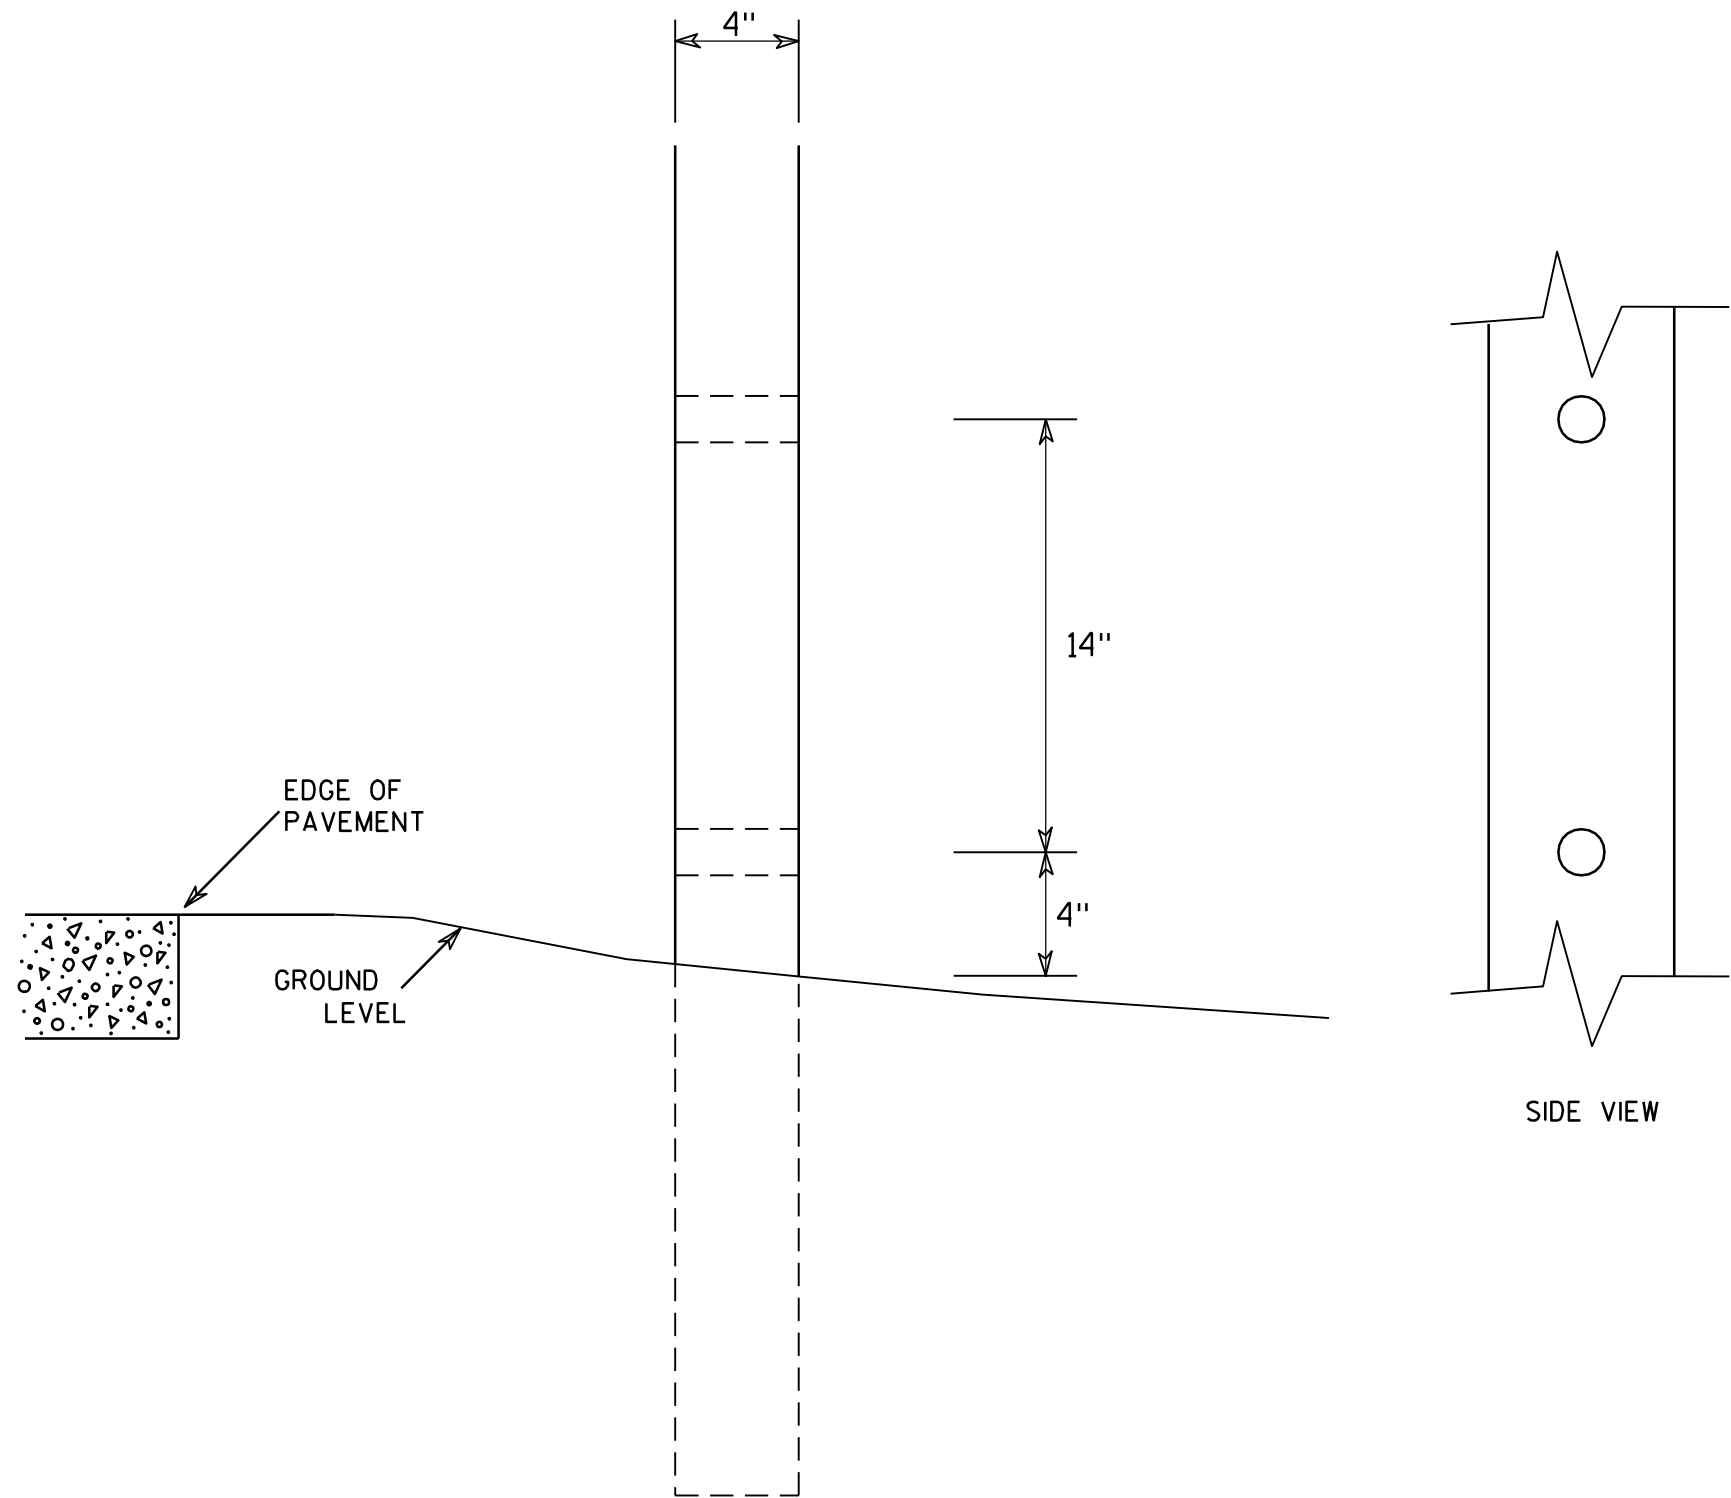 4"
14"
EDGE OF
PAVEMENT
4"
GROUND
LEVEL
SIDE VIEW